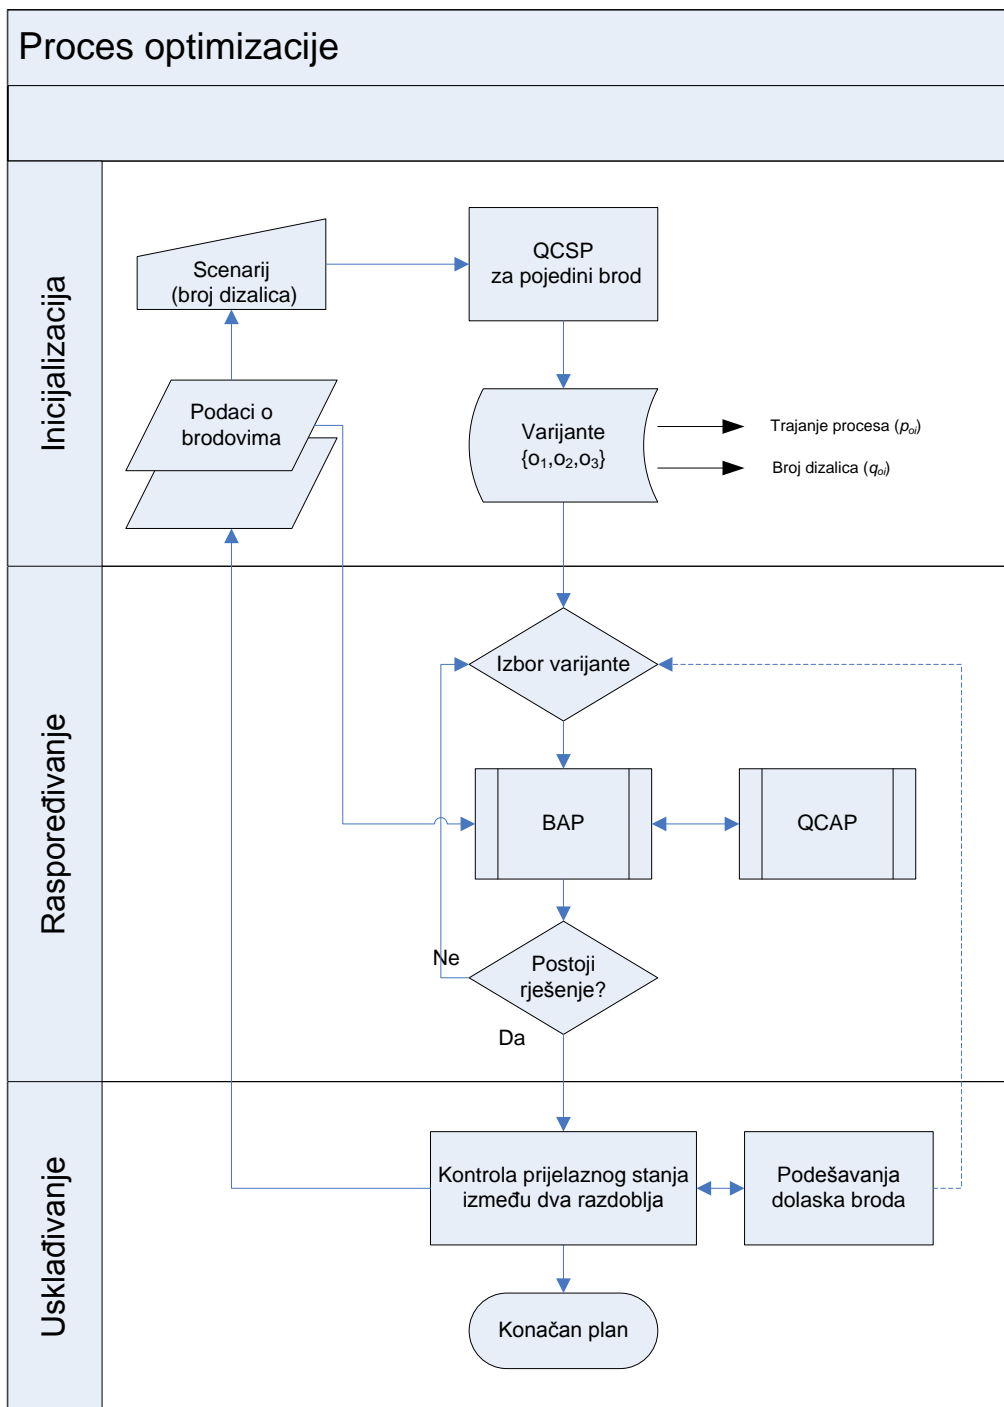 Proces optimizacije
Inicijalizacija
Scenarij
(broj dizalica)
QCSP
za pojedini brod
Podaci o
brodovima
Varijante
{o₁,o₂,o₃}
Trajanje procesa (pₒᵢ)
Broj dizalica (qₒᵢ)
Raspoređivanje
Izbor varijante
BAP
QCAP
Ne
Postoji
rješenje?
Da
Usklađivanje
Kontrola prijelaznog stanja
između dva razdoblja
Podešavanja
dolaska broda
Konačan plan